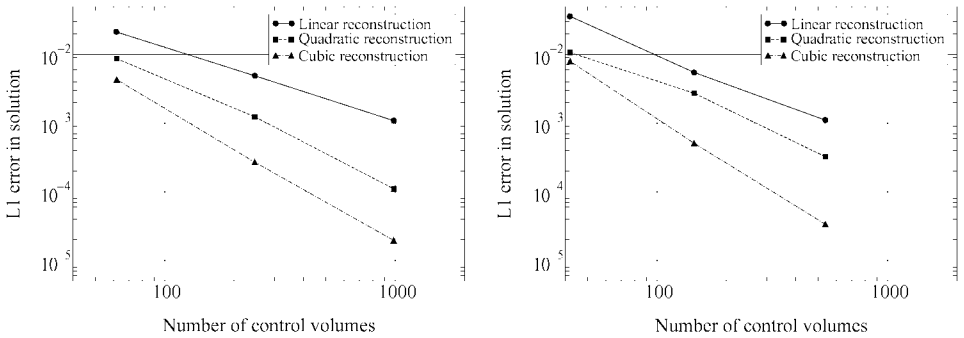 Linear reconstruction
Quadratic reconstruction
Cubic reconstruction
10⁻²
10⁻³
10⁻⁴
10⁻⁵
L1 error in solution
100
1000
Number of control volumes
Linear reconstruction
Quadratic reconstruction
Cubic reconstruction
10⁻²
10⁻³
10⁻⁴
10⁻⁵
L1 error in solution
100
1000
Number of control volumes